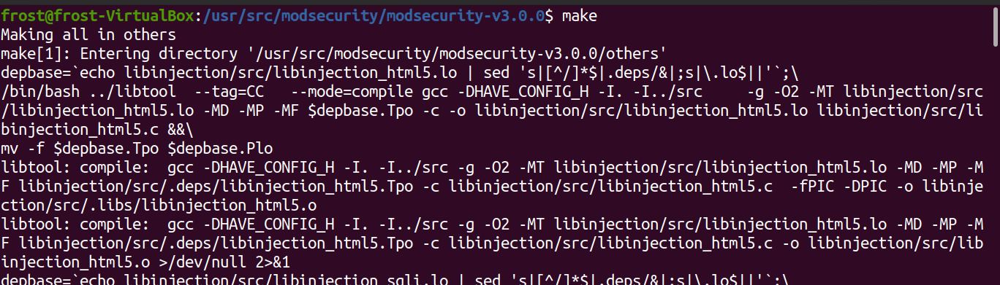 frost@frost-VirtualBox:/usr/src/modsecurity/modsecurity-v3.0.0$ make
Making all in others
make[1]: Entering directory '/usr/src/modsecurity/modsecurity-v3.0.0/others'
depbase=`echo libinjection/src/libinjection_html5.lo | sed 's|[^/]*$|.deps/&|;s|\.lo$||'`;\
/bin/bash ../libtool  --tag=CC   --mode=compile gcc -DHAVE_CONFIG_H -I. -I../src     -g -O2 -MT libinjection/src
/libinjection_html5.lo -MD -MP -MF $depbase.Tpo -c -o libinjection/src/libinjection_html5.lo libinjection/src/li
binjection_html5.c &&\
mv -f $depbase.Tpo $depbase.Plo
libtool: compile:  gcc -DHAVE_CONFIG_H -I. -I../src -g -O2 -MT libinjection/src/libinjection_html5.lo -MD -MP -M
F libinjection/src/.deps/libinjection_html5.Tpo -c libinjection/src/libinjection_html5.c  -fPIC -DPIC -o libinje
ction/src/.libs/libinjection_html5.o
libtool: compile:  gcc -DHAVE_CONFIG_H -I. -I../src -g -O2 -MT libinjection/src/libinjection_html5.lo -MD -MP -M
F libinjection/src/.deps/libinjection_html5.Tpo -c libinjection/src/libinjection_html5.c -o libinjection/src/lib
injection_html5.o >/dev/null 2>&1
depbase=`echo libinjection/src/libinjection_sqli.lo | sed 's|[^/]*$|.deps/&|;s|\.lo$||'`;\